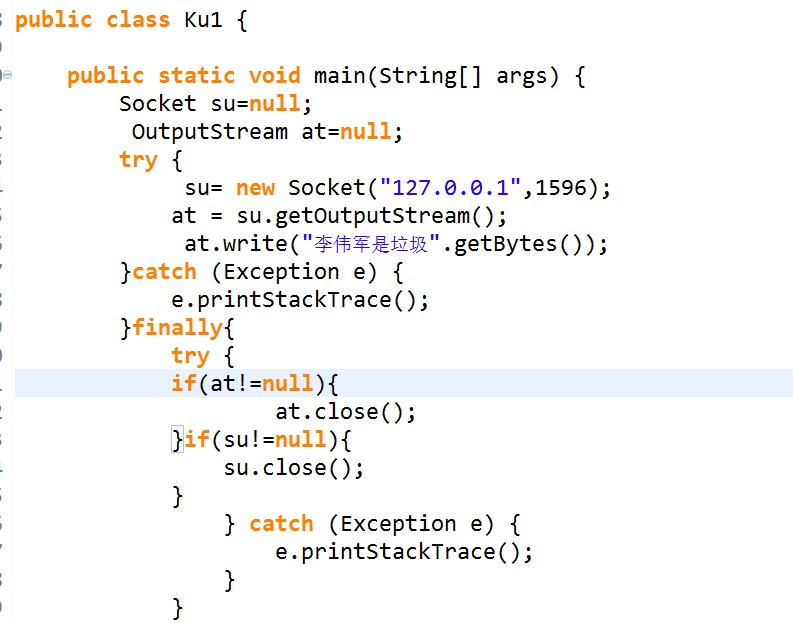 public class Ku1 {
public static void main(String[] args) {
Socket su=null;
OutputStream at=null;
try {
su= new Socket("127.0.0.1",1596);
at = su.getOutputStream();
at.write("李伟军是垃圾".getBytes());
}catch (Exception e) {
e.printStackTrace();
}finally{
try {
if(at!=null){
at.close();
}if(su!=null){
su.close();
}
} catch (Exception e) {
e.printStackTrace();
}
}